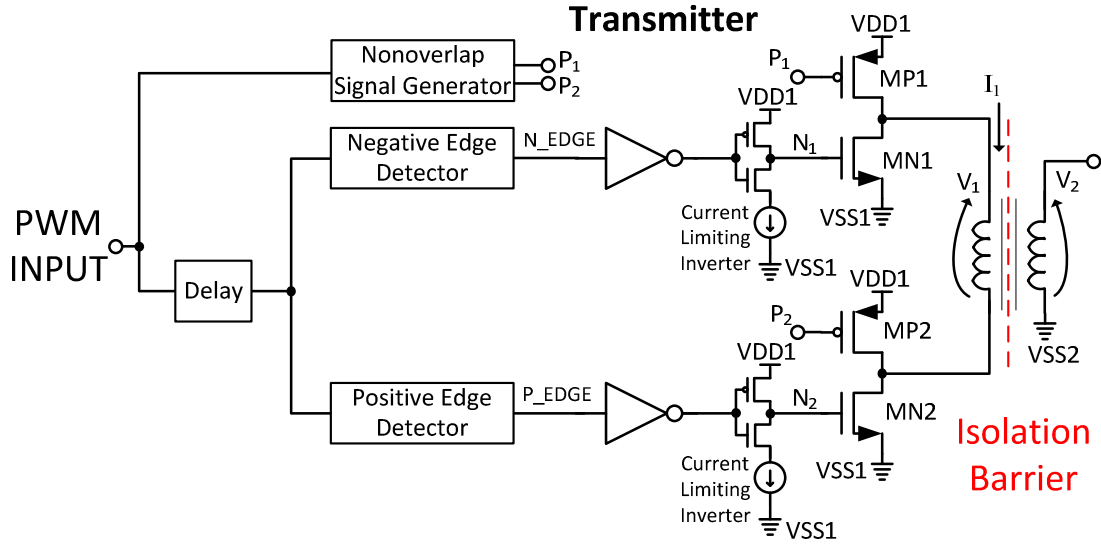 Transmitter
Nonoverlap
Signal Generator
P₁
P₂
Negative Edge
Detector
N_EDGE
VDD1
N₁
Current
Limiting
Inverter
VSS1
VDD1
P₁
MP1
MN1
VSS1
I₁
V₁
V₂
VSS2
PWM
INPUT
Delay
Positive Edge
Detector
P_EDGE
VDD1
N₂
Current
Limiting
Inverter
VSS1
VDD1
P₂
MP2
MN2
VSS1
Isolation
Barrier